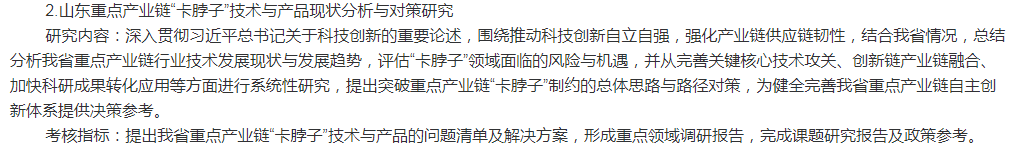 2.山东重点产业链“卡脖子”技术与产品现状分析与对策研究
研究内容：深入贯彻习近平总书记关于科技创新的重要论述，围绕推动科技创新自立自强，强化产业链供应链韧性，结合我省情况，总结
分析我省重点产业链行业技术发展现状与发展趋势，评估“卡脖子”领域面临的风险与机遇，并从完善关键核心技术攻关、创新链产业链融合、
加快科研成果转化应用等方面进行系统性研究，提出突破重点产业链“卡脖子”制约的总体思路与路径对策，为健全完善我省重点产业链自主创
新体系提供决策参考。
考核指标：提出我省重点产业链“卡脖子”技术与产品的问题清单及解决方案，形成重点领域调研报告，完成课题研究报告及政策参考。